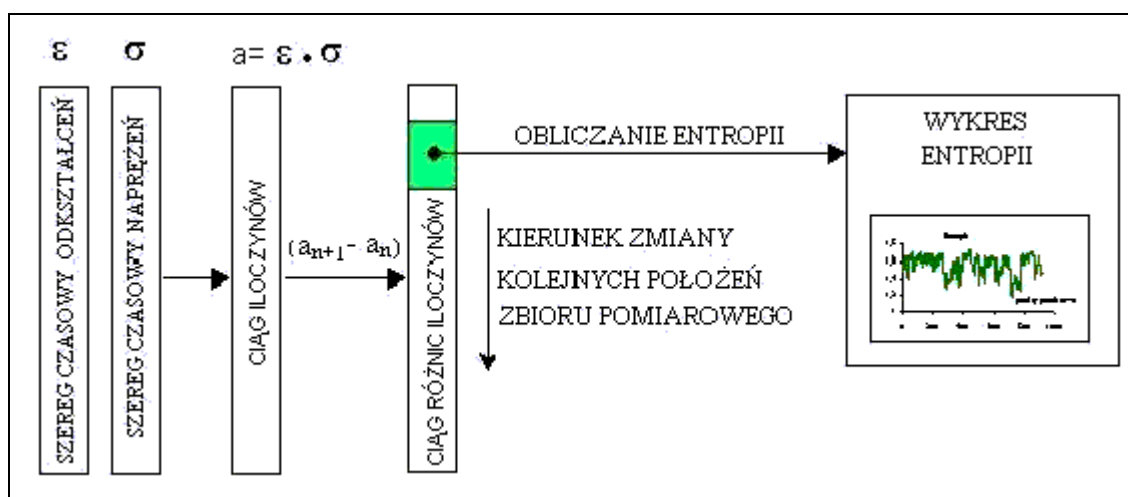 ε σ a= ε • σ
SZEREG CZASOWY ODKSZTAŁCEŃ
SZEREG CZASOWY NAPRĘŻEŃ
CIĄG ILOCZYNÓW
(aₙ₊₁- aₙ)
CIĄG RÓŻNIC ILOCZYNÓW
OBLICZANIE ENTROPII
KIERUNEK ZMIANY
KOLEJNYCH POŁOŻEŃ
ZBIORU POMIAROWEGO
WYKRES
ENTROPII